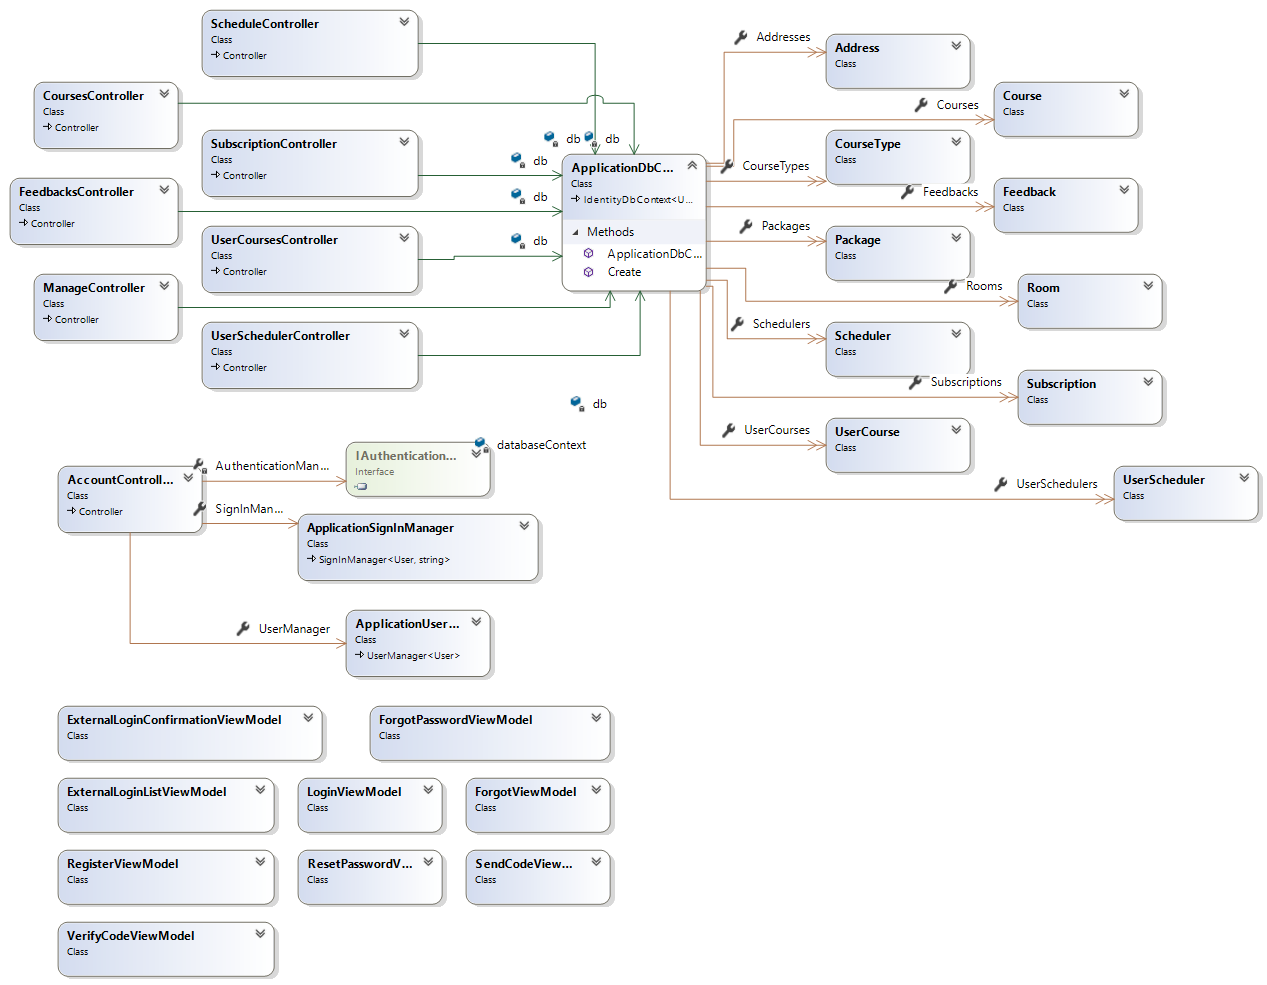 ScheduleController
Class
Controller
Addresses
Address
Class
CoursesController
Class
Controller
Courses
Course
Class
SubscriptionController
Class
Controller
db
db
db
ApplicationDbC...
Class
IdentityDbContext<U...
Methods
ApplicationDbC...
Create
CourseTypes
CourseType
Class
FeedbacksController
Class
Controller
db
Feedbacks
Feedback
Class
UserCoursesController
Class
Controller
db
Packages
Package
Class
ManageController
Class
Controller
Rooms
Room
Class
UserSchedulerController
Class
Controller
Schedulers
Scheduler
Class
db
Subscriptions
Subscription
Class
UserCourses
UserCourse
Class
databaseContext
AccountControll...
Class
Controller
AuthenticationMan...
IAuthentication...
Interface
UserSchedulers
UserScheduler
Class
SignInMan...
ApplicationSignInManager
Class
SignInManager<User, string>
UserManager
ApplicationUser...
Class
UserManager<User>
ExternalLoginConfirmationViewModel
Class
ForgotPasswordViewModel
Class
ExternalLoginListViewModel
Class
LoginViewModel
Class
ForgotViewModel
Class
RegisterViewModel
Class
ResetPasswordV...
Class
SendCodeView...
Class
VerifyCodeViewModel
Class